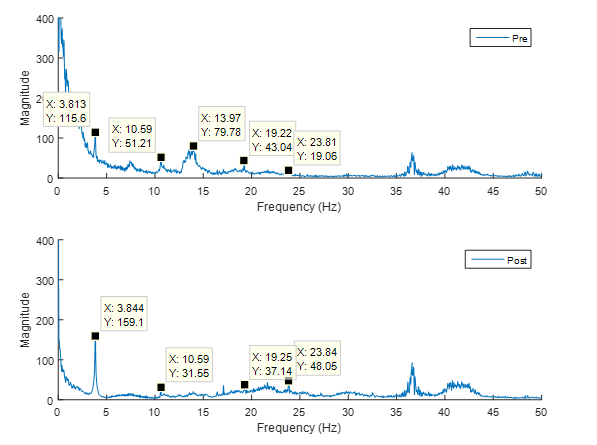 400
300
2
100
0
Magnitude
X: 3.813
Y: 115.6
X: 10.59
Y: 51.21
X: 13.97
Y: 79.78
X: 19.22
Y: 43.04
X: 23.81
Y: 19.06
Pre
0 5 10 15 20 25 30 35 40 45 50
Frequency (Hz)
400
300
200
100
0
Magnitude
X: 3.844
Y: 159.1
X: 10.59
Y: 31.55
X: 19.25
Y: 37.14
X: 23.84
Y: 48.05
Post
0 5 10 15 20 25 30 35 40 45 50
Frequency (Hz)